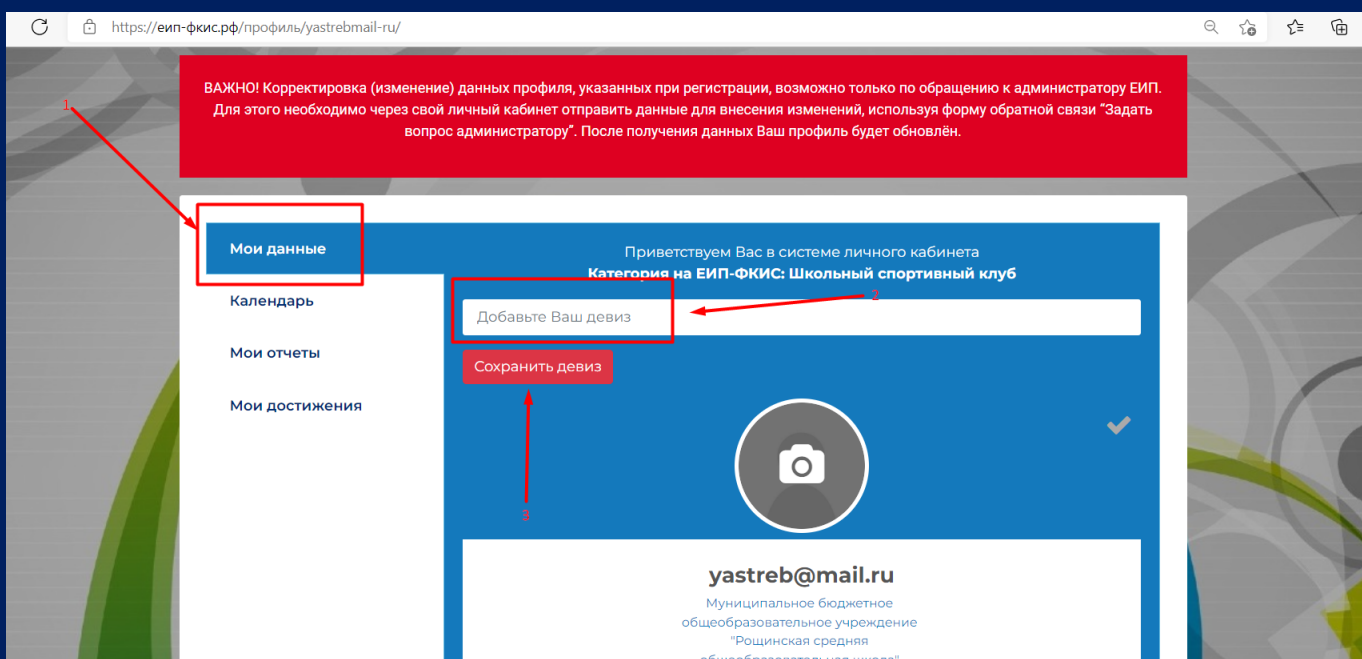 https://еип-фкис.рф/профиль/yastrebmail-ru/
ВАЖНО! Корректировка (изменение) данных профиля, указанных при регистрации, возможно только по обращению к администратору ЕИП.
Для этого необходимо через свой личный кабинет отправить данные для внесения изменений, используя форму обратной связи “Задать
вопрос администратору”. После получения данных Ваш профиль будет обновлён.
1
Мои данные
Календарь
Мои отчеты
Мои достижения
Приветствуем Вас в системе личного кабинета
Категория на ЕИП-ФКИС: Школьный спортивный клуб
2
Добавьте Ваш девиз
Сохранить девиз
3
yastreb@mail.ru
Муниципальное бюджетное
общеобразовательное учреждение
"Рощинская средняя
общеобразовательная школа"